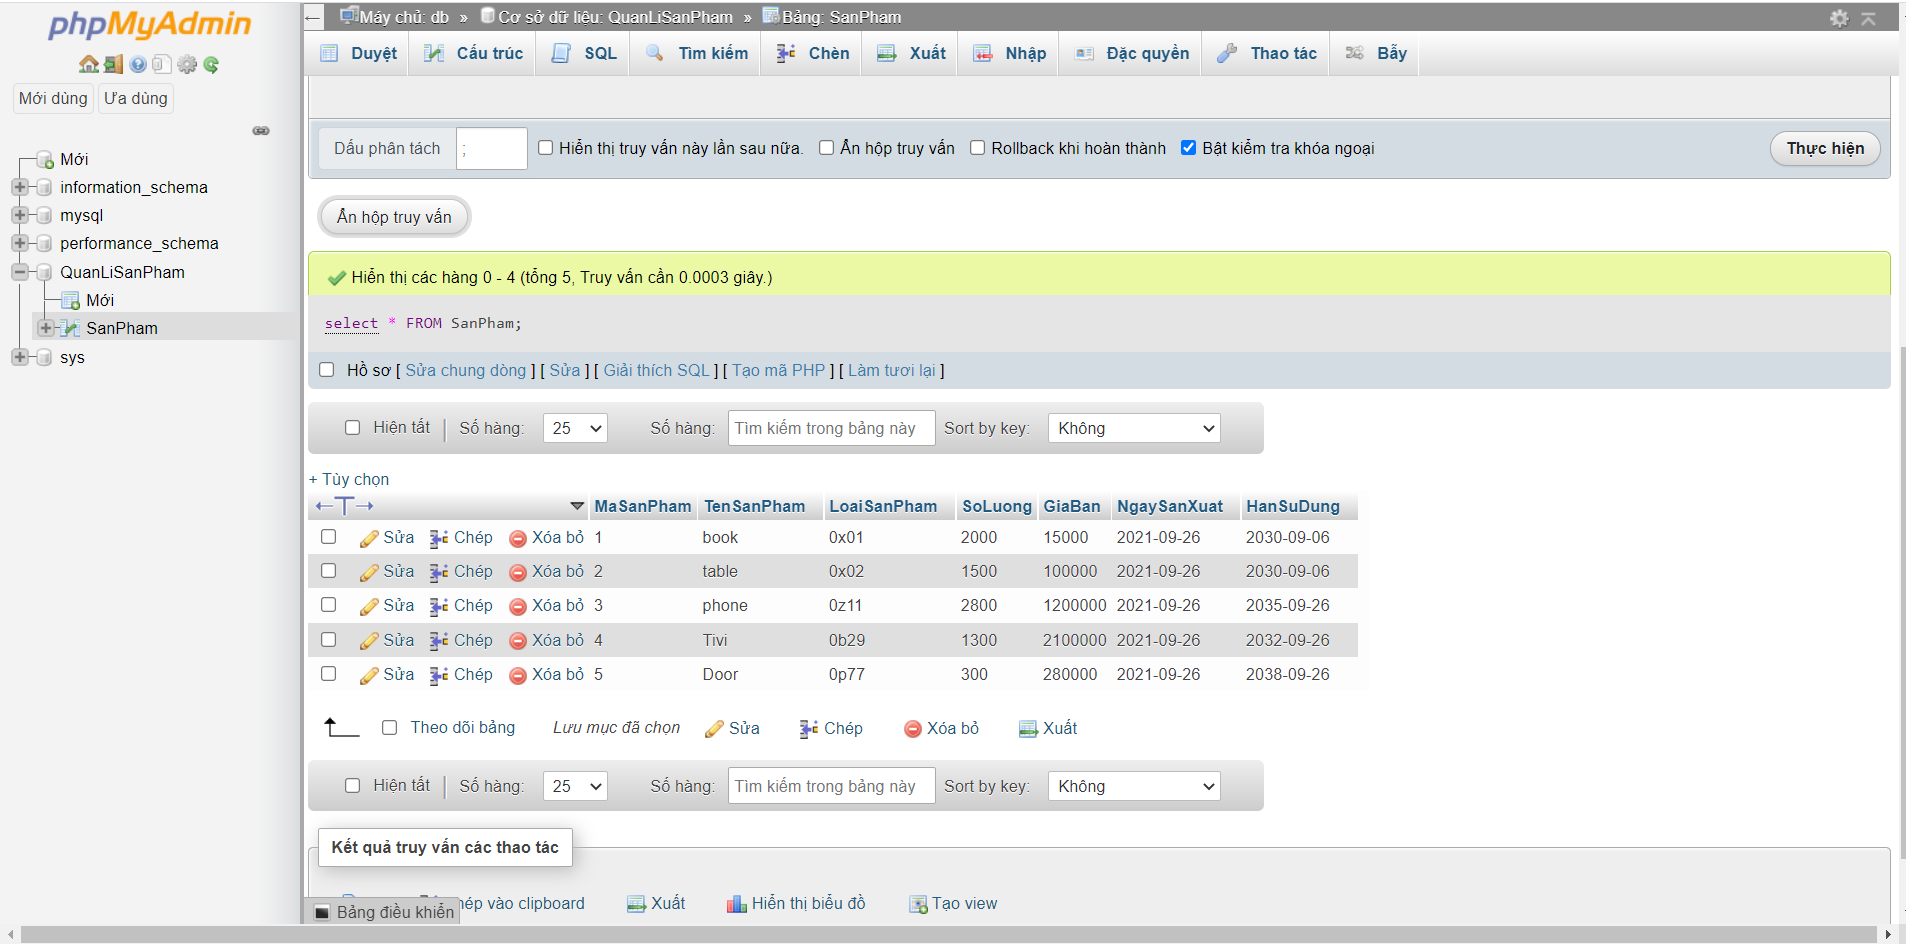 phpMyAdmin
Mới dùng Ưa dùng
Mới
information_schema
mysql
performance_schema
QuanLiSanPham
Mới
SanPham
sys
Máy chủ: db » Cơ sở dữ liệu: QuanLiSanPham » Bảng: SanPham
Duyệt Cấu trúc SQL Tìm kiếm Chèn Xuất Nhập Đặc quyền Thao tác Bẫy
Dấu phân tách ; Hiển thị truy vấn này lần sau nữa. Ẩn hộp truy vấn Rollback khi hoàn thành Bật kiểm tra khóa ngoại Thực hiện
Ẩn hộp truy vấn
Hiển thị các hàng 0 - 4 (tổng 5, Truy vấn cần 0.0003 giây.)
select * FROM SanPham;
Hồ sơ [ Sửa chung dòng ] [ Sửa ] [ Giải thích SQL ] [ Tạo mã PHP ] [ Làm tươi lại ]
Hiện tất Số hàng: 25 Số hàng: Tìm kiếm trong bảng này Sort by key: Không
+ Tùy chọn
←T→ MaSanPham TenSanPham LoaiSanPham SoLuong GiaBan NgaySanXuat HanSuDung
Sửa Chép Xóa bỏ 1 book 0x01 2000 15000 2021-09-26 2030-09-06
Sửa Chép Xóa bỏ 2 table 0x02 1500 100000 2021-09-26 2030-09-06
Sửa Chép Xóa bỏ 3 phone 0z11 2800 1200000 2021-09-26 2035-09-26
Sửa Chép Xóa bỏ 4 Tivi 0b29 1300 2100000 2021-09-26 2032-09-26
Sửa Chép Xóa bỏ 5 Door 0p77 300 280000 2021-09-26 2038-09-26
Theo dõi bảng Lưu mục đã chọn Sửa Chép Xóa bỏ Xuất
Hiện tất Số hàng: 25 Số hàng: Tìm kiếm trong bảng này Sort by key: Không
Kết quả truy vấn các thao tác
hép vào clipboard Xuất Hiển thị biểu đồ Tạo view
Bảng điều khiển